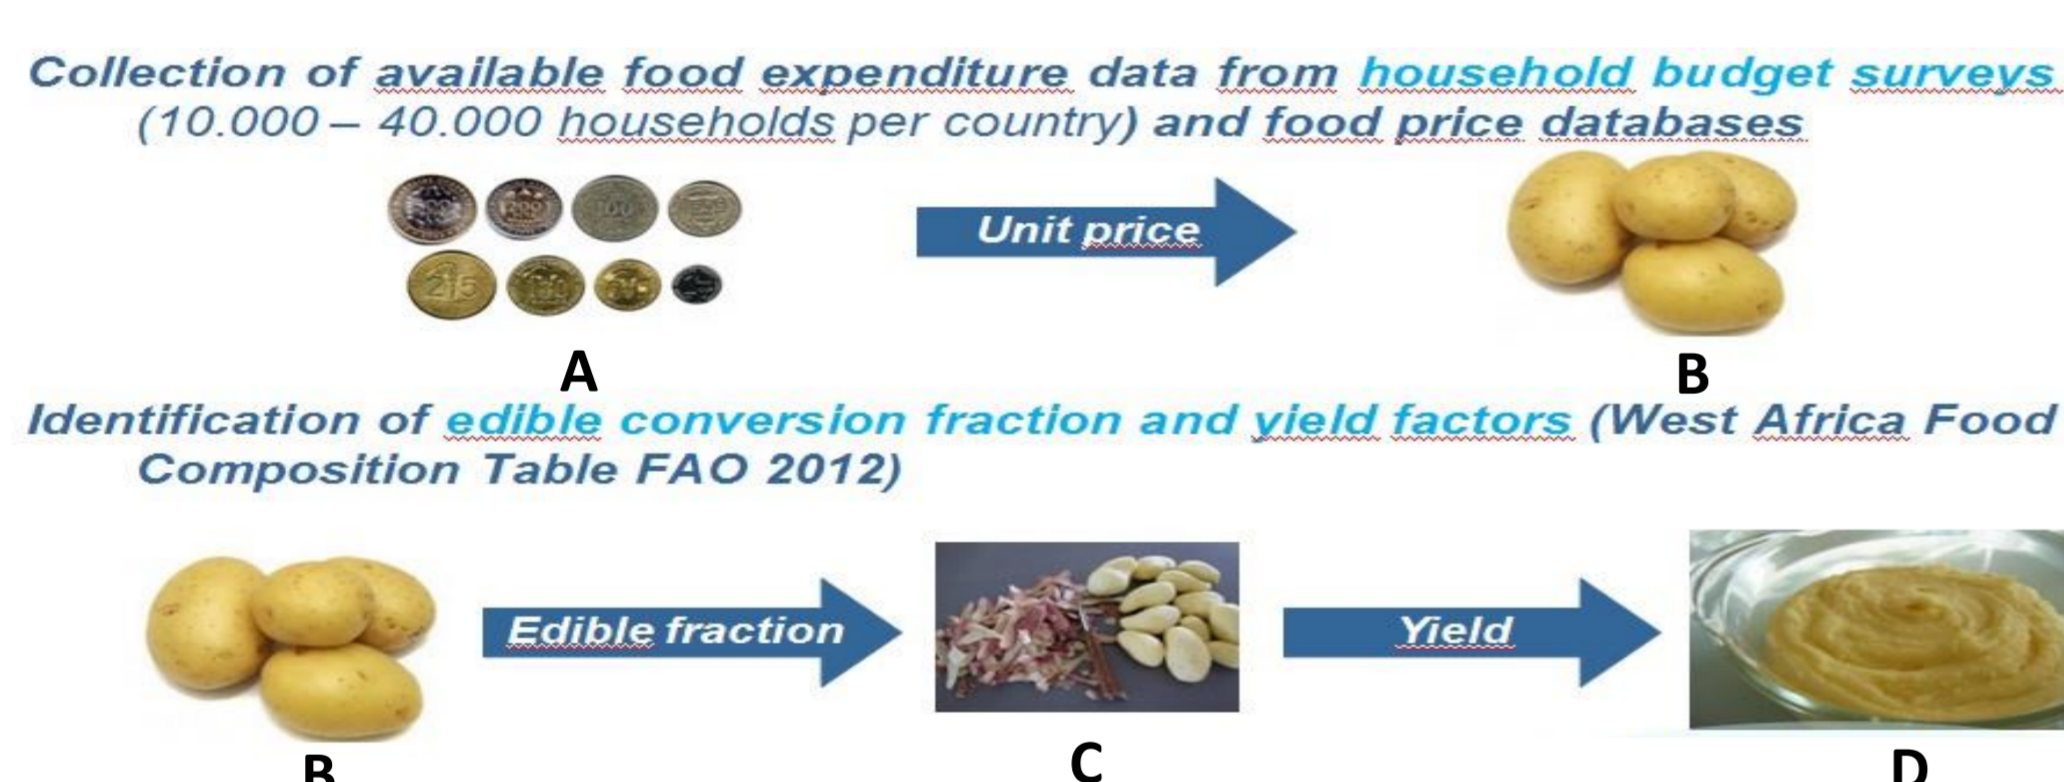 Collection of available food expenditure data from household budget surveys
(10.000 – 40.000 households per country) and food price databases
Unit price
A
B
Identification of edible conversion fraction and yield factors (West Africa Food
Composition Table FAO 2012)
Edible fraction
Yield
B
C
D